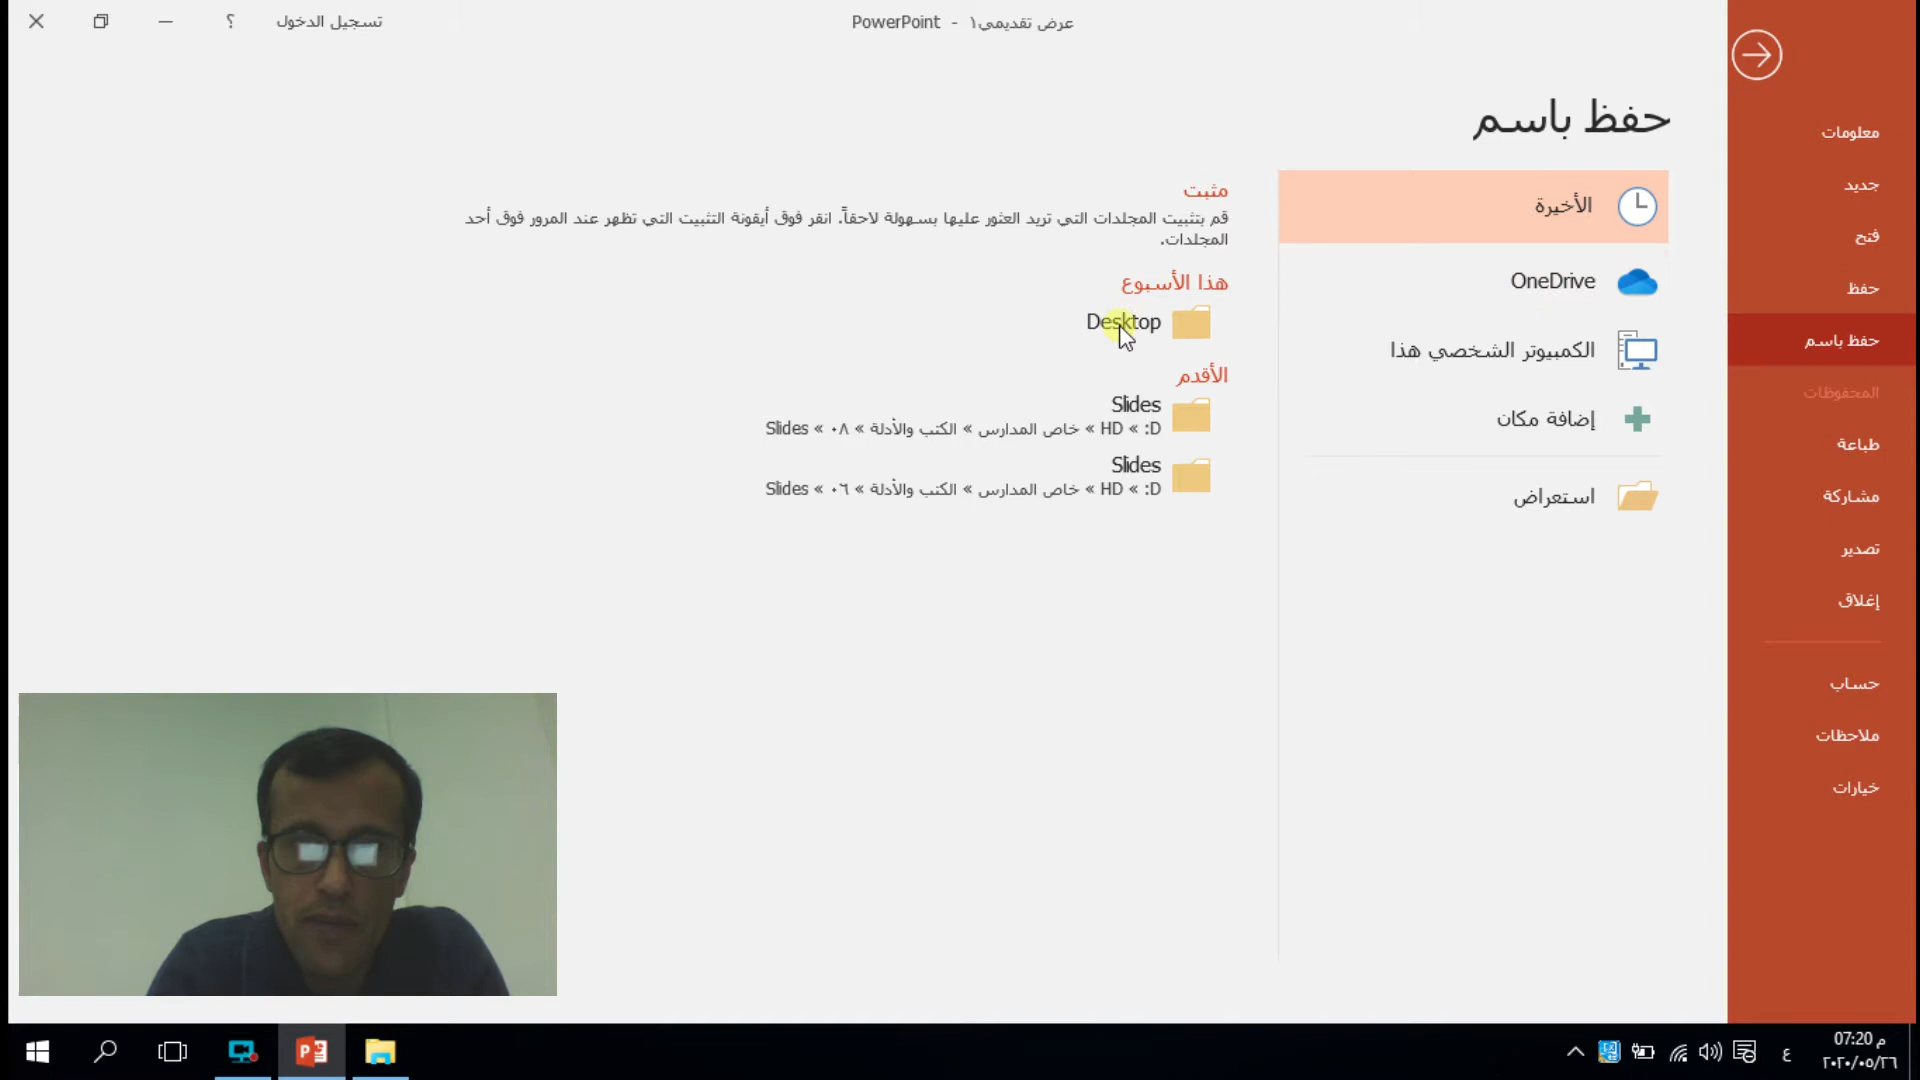 تسجيل الدخول
عرض تقديمي١ - PowerPoint
حفظ باسم
معلومات
جديد
فتح
حفظ
حفظ باسم
المحفوظات
طباعة
مشاركة
تصدير
إغلاق
حساب
ملاحظات
خيارات
الأخيرة
OneDrive
الكمبيوتر الشخصي هذا
إضافة مكان
استعراض
مثبت
قم بتثبيت المجلدات التي تريد العثور عليها بسهولة لاحقاً. انقر فوق أيقونة التثبيت التي تظهر عند المرور فوق أحد
المجلدات.
هذا الأسبوع
Desktop
الأقدم
Slides
D: » HD » خاص المدارس » الكتب والأدلة » ٠٨ » Slides
Slides
D: » HD » خاص المدارس » الكتب والأدلة » ٠٦ » Slides
ع
07:20 م
٢٠٢٠/٠٥/٢٦